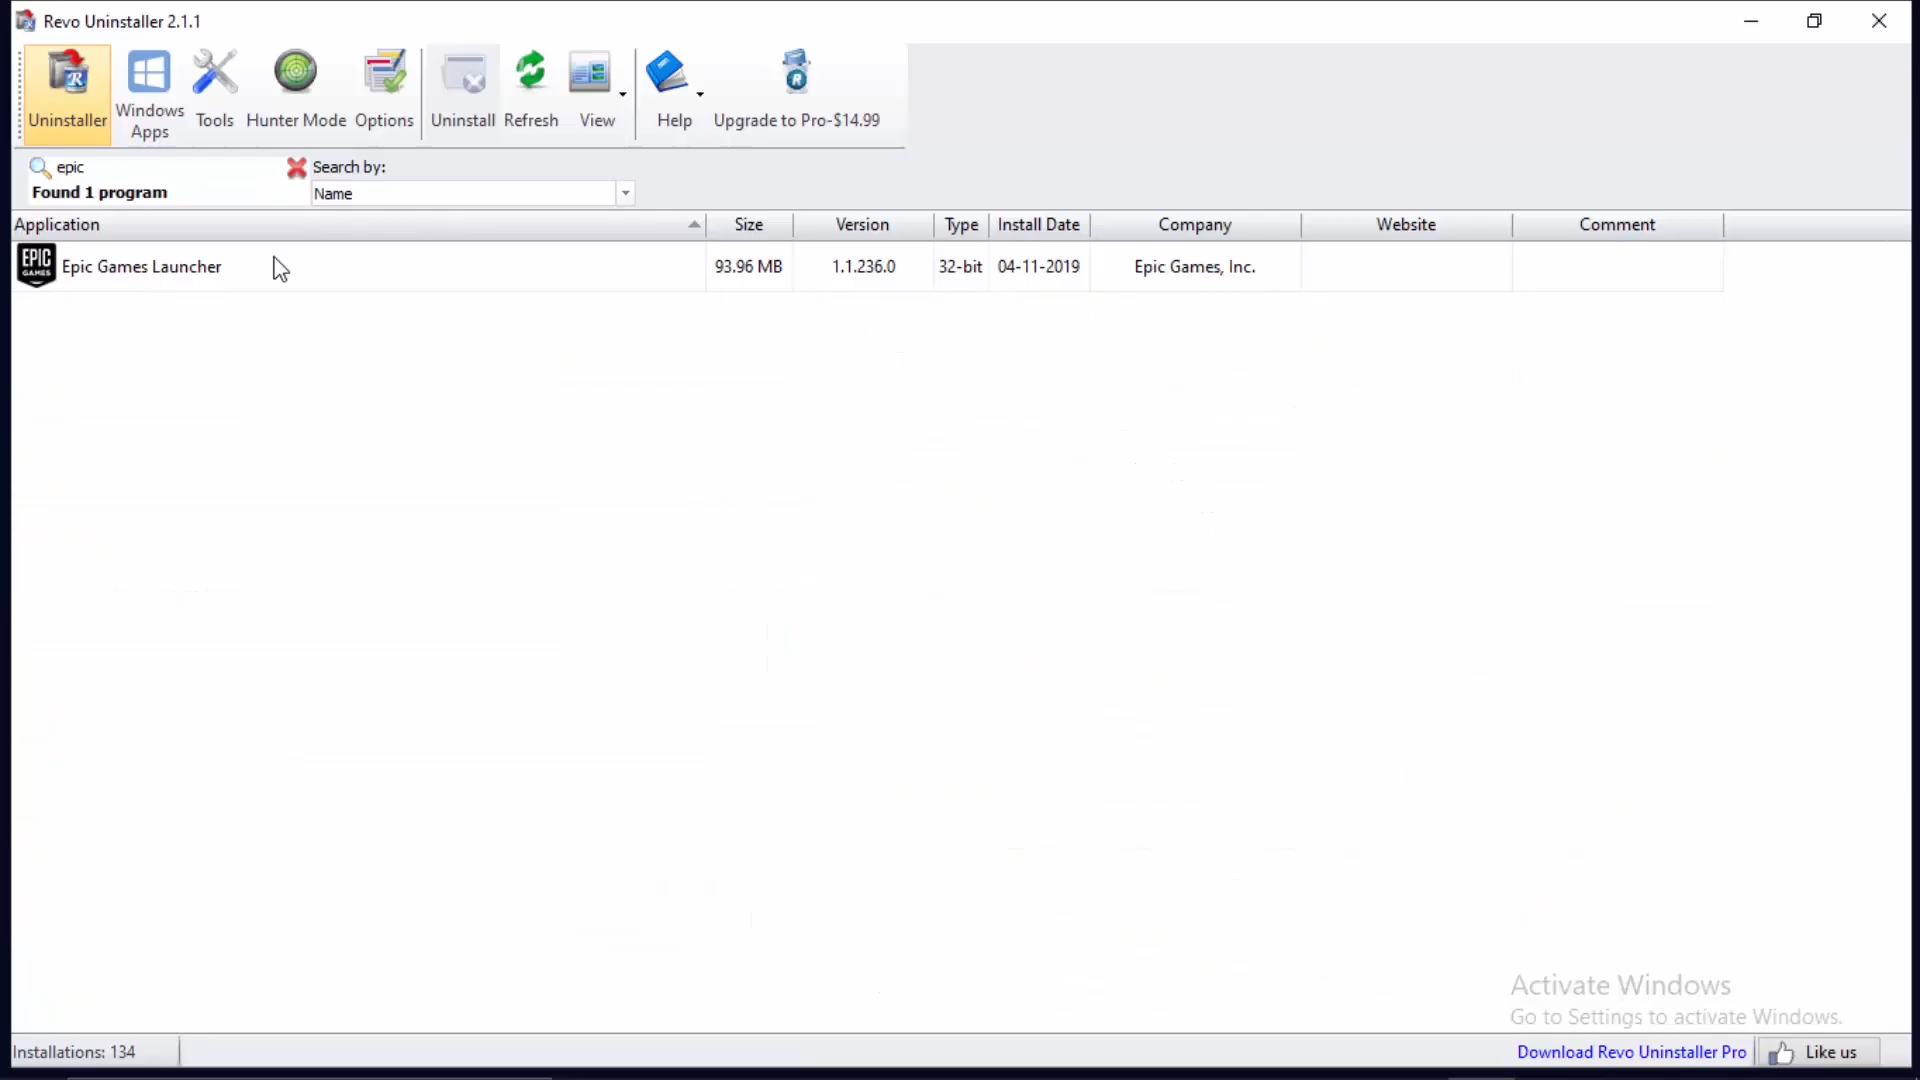 Revo Uninstaller 2.1.1
Uninstaller
Windows
Apps
Tools
Hunter Mode
Options
Uninstall
Refresh
View
Help
Upgrade to Pro-$14.99
epic
Search by:
Found 1 program
Name
Application Size Version Type Install Date Company Website Comment
EPIC
GAMES
Epic Games Launcher 93.96 MB 1.1.236.0 32-bit 04-11-2019 Epic Games, Inc.
Activate Windows
Go to Settings to activate Windows.
Installations: 134
Download Revo Uninstaller Pro
Like us